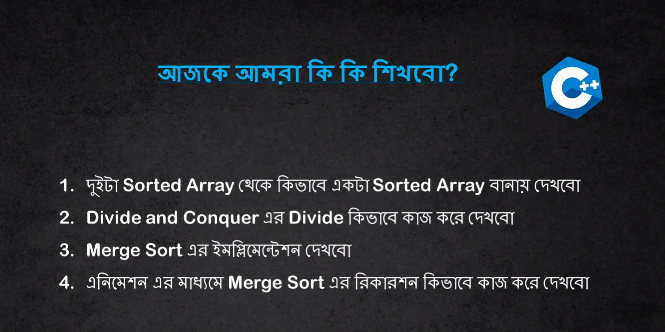 আজকে আমরা কি কি শিখবো?
C++
1. দুইটা Sorted Array থেকে কিভাবে একটা Sorted Array বানায় দেখবো
2. Divide and Conquer এর Divide কিভাবে কাজ করে দেখবো
3. Merge Sort এর ইমপ্লিমেন্টেশন দেখবো
4. এনিমেশন এর মাধ্যমে Merge Sort এর রিকারশন কিভাবে কাজ করে দেখবো